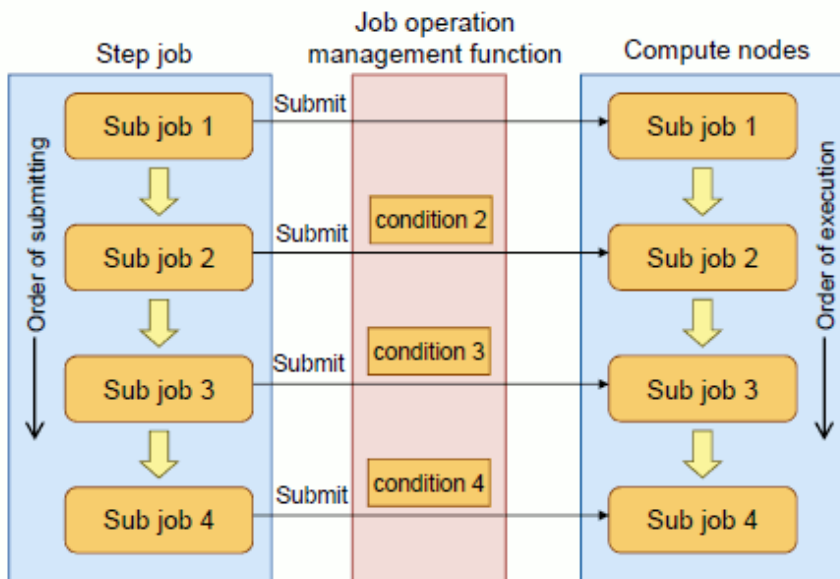 Step job
Job operation
management function
Compute nodes
Order of submitting
Sub job 1
Submit
Sub job 1
Order of execution
Sub job 2
Submit
condition 2
Sub job 2
Sub job 3
Submit
condition 3
Sub job 3
Sub job 4
Submit
condition 4
Sub job 4